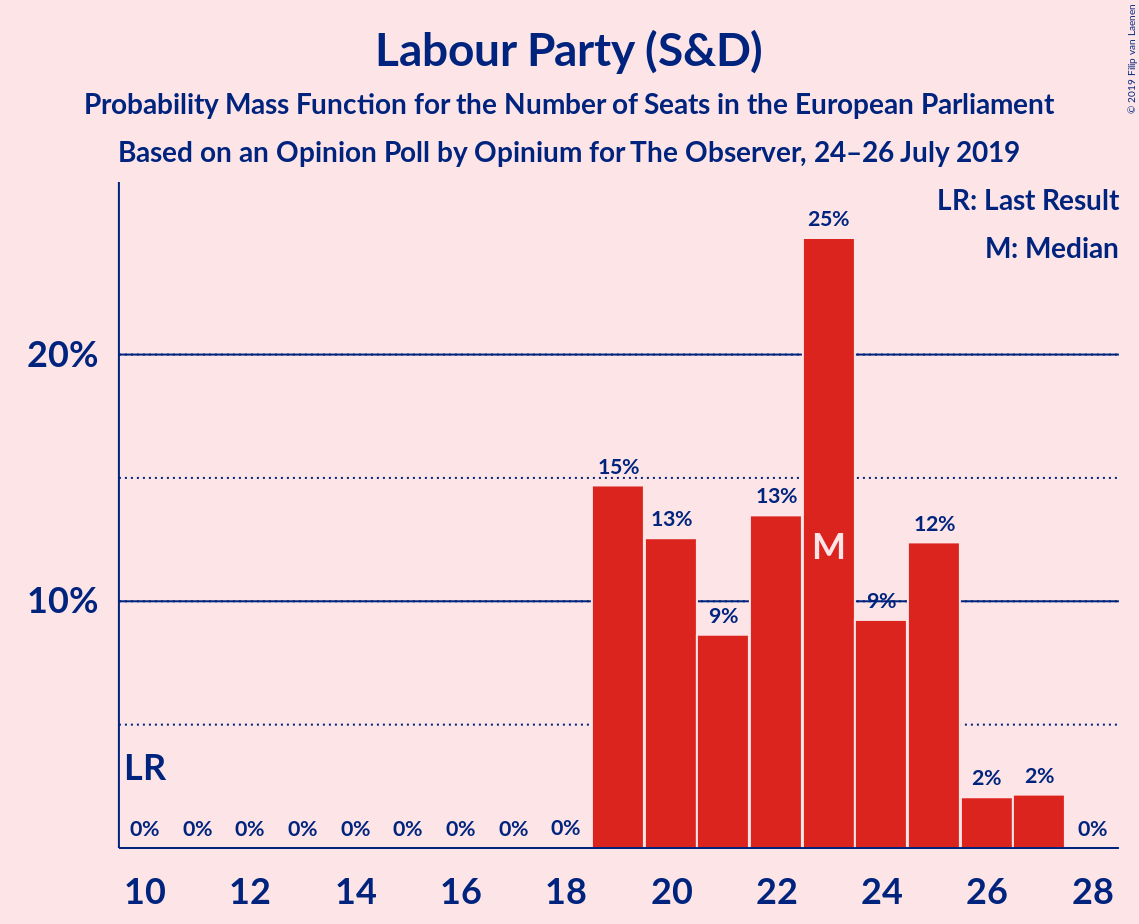 Labour Party (S&D)
Probability Mass Function for the Number of Seats in the European Parliament
Based on an Opinion Poll by Opinium for The Observer, 24–26 July 2019
© 2019 Filip van Laenen
LR: Last Result
M: Median
25%
20%
15%
13%
13%
12%
M
10%
9%
9%
LR
2%
2%
0% 0% 0% 0% 0% 0% 0% 0% 0% 0%
10 12 14 16 18 20 22 24 26 28